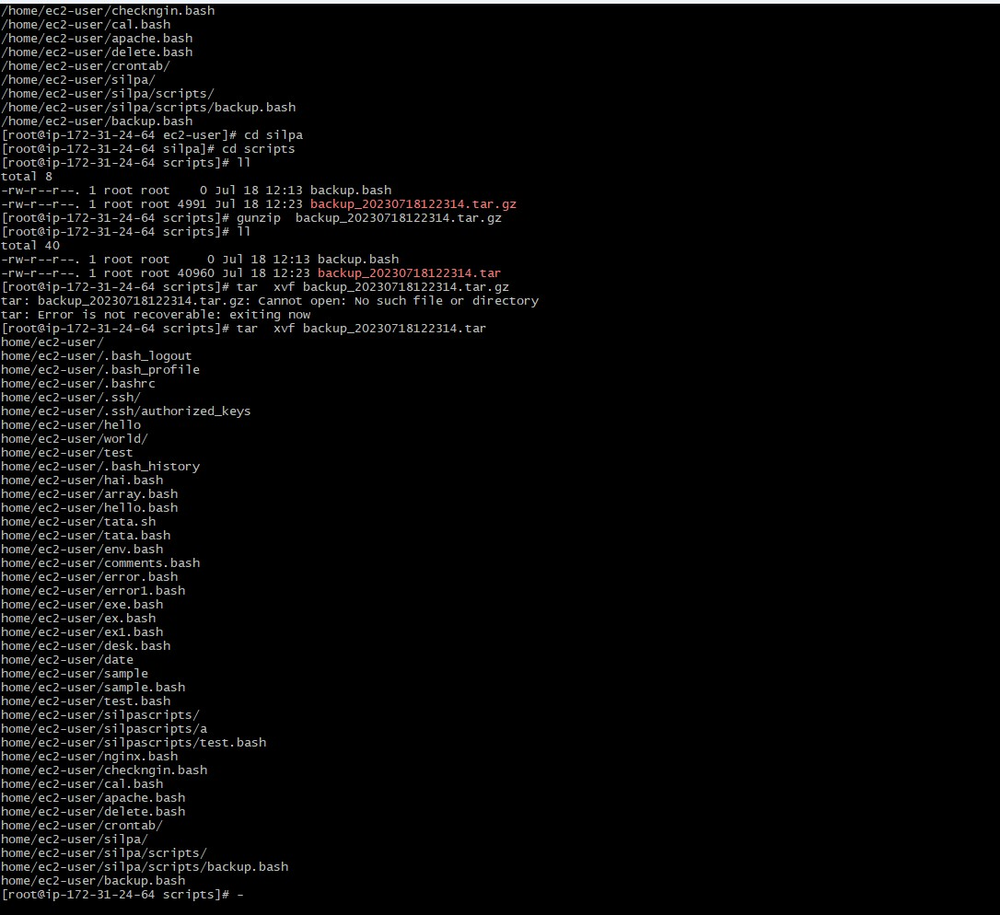 /home/ec2-user/checkngin.bash
/home/ec2-user/cal.bash
/home/ec2-user/apache.bash
/home/ec2-user/delete.bash
/home/ec2-user/crontab/
/home/ec2-user/silpa/
/home/ec2-user/silpa/scripts/
/home/ec2-user/silpa/scripts/backup.bash
/home/ec2-user/backup.bash
[root@ip-172-31-24-64 ec2-user]# cd silpa
[root@ip-172-31-24-64 silpa]# cd scripts
[root@ip-172-31-24-64 scripts]# ll
total 8
-rw-r--r--. 1 root root    0 Jul 18 12:13 backup.bash
-rw-r--r--. 1 root root 4991 Jul 18 12:23 backup_20230718122314.tar.gz
[root@ip-172-31-24-64 scripts]# gunzip  backup_20230718122314.tar.gz
[root@ip-172-31-24-64 scripts]# ll
total 40
-rw-r--r--. 1 root root     0 Jul 18 12:13 backup.bash
-rw-r--r--. 1 root root 40960 Jul 18 12:23 backup_20230718122314.tar
[root@ip-172-31-24-64 scripts]# tar  xvf backup_20230718122314.tar.gz
tar: backup_20230718122314.tar.gz: Cannot open: No such file or directory
tar: Error is not recoverable: exiting now
[root@ip-172-31-24-64 scripts]# tar  xvf backup_20230718122314.tar
home/ec2-user/
home/ec2-user/.bash_logout
home/ec2-user/.bash_profile
home/ec2-user/.bashrc
home/ec2-user/.ssh/
home/ec2-user/.ssh/authorized_keys
home/ec2-user/hello
home/ec2-user/world/
home/ec2-user/test
home/ec2-user/.bash_history
home/ec2-user/hai.bash
home/ec2-user/array.bash
home/ec2-user/hello.bash
home/ec2-user/tata.sh
home/ec2-user/tata.bash
home/ec2-user/env.bash
home/ec2-user/comments.bash
home/ec2-user/error.bash
home/ec2-user/error1.bash
home/ec2-user/exe.bash
home/ec2-user/ex.bash
home/ec2-user/ex1.bash
home/ec2-user/desk.bash
home/ec2-user/date
home/ec2-user/sample
home/ec2-user/sample.bash
home/ec2-user/test.bash
home/ec2-user/silpascripts/
home/ec2-user/silpascripts/a
home/ec2-user/silpascripts/test.bash
home/ec2-user/nginx.bash
home/ec2-user/checkngin.bash
home/ec2-user/cal.bash
home/ec2-user/apache.bash
home/ec2-user/delete.bash
home/ec2-user/crontab/
home/ec2-user/silpa/
home/ec2-user/silpa/scripts/
home/ec2-user/silpa/scripts/backup.bash
home/ec2-user/backup.bash
[root@ip-172-31-24-64 scripts]# -